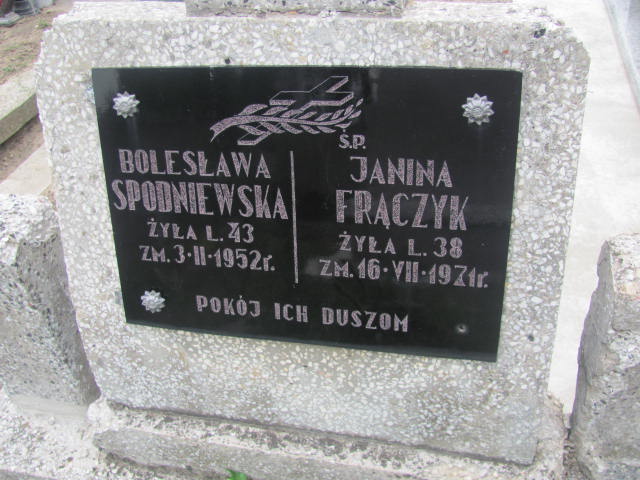 Ś.P.
BOLESŁAWA
SPODNIEWSKA
ŻYŁA L. 43
ZM. 3·II·1952r.
JANINA
FRĄCZYK
ŻYŁA L. 38
ZM. 16·VII·1971r.
POKÓJ ICH DUSZOM